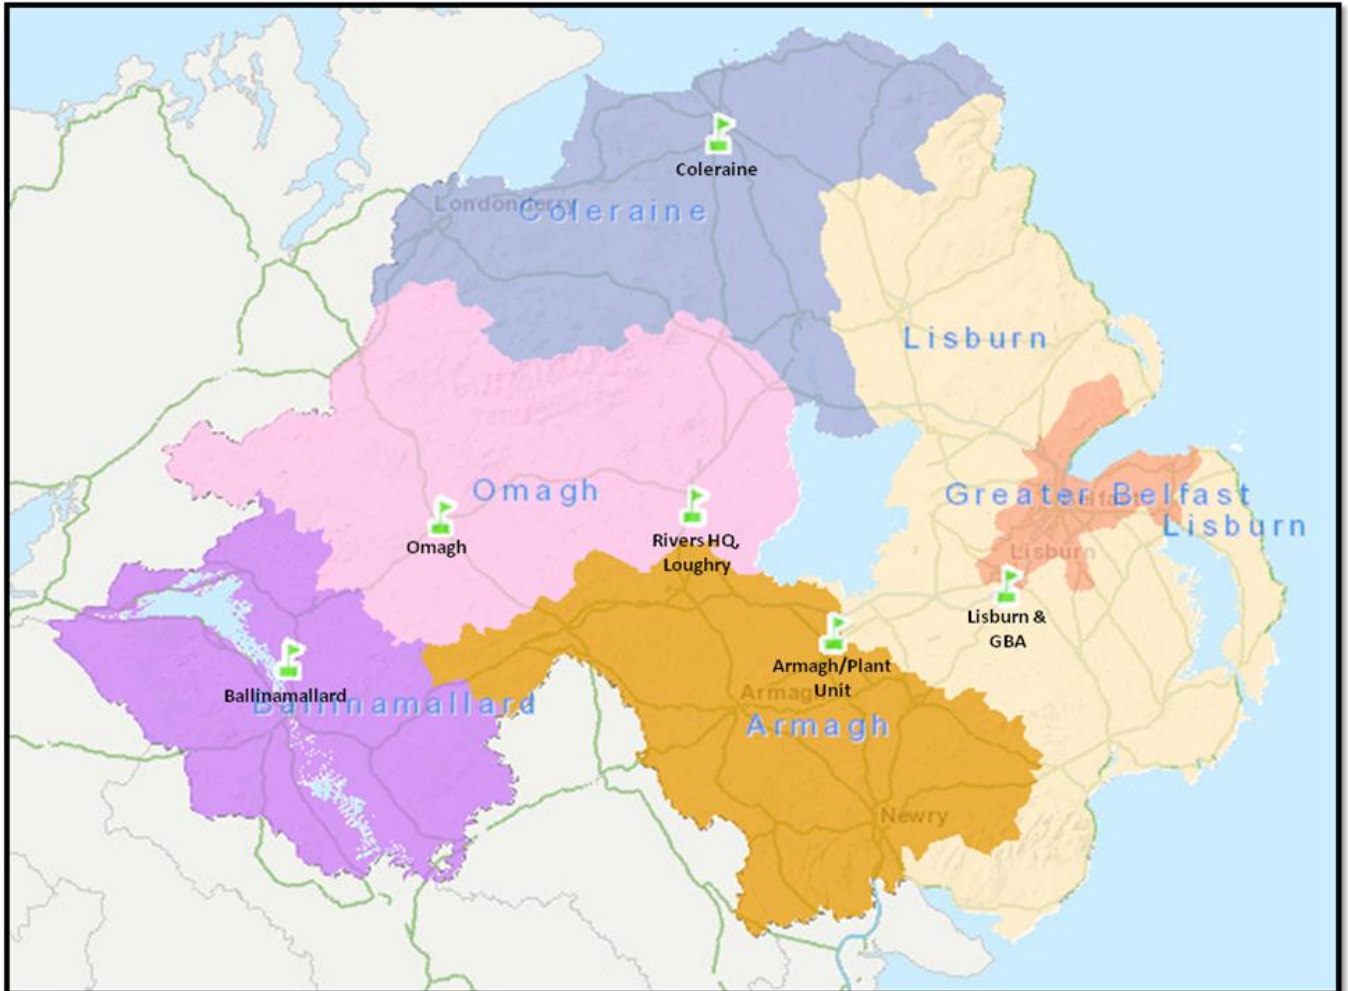 Coleraine
Londonderry
Coleraine
Lisburn
Omagh
Greater Belfast
Belfast
Lisburn
Omagh
Rivers HQ,
Loughry
Lisburn
Lisburn &
GBA
Armagh/Plant
Unit
Ballinamallard
Ballinamallard
Armagh
Armagh
Newry